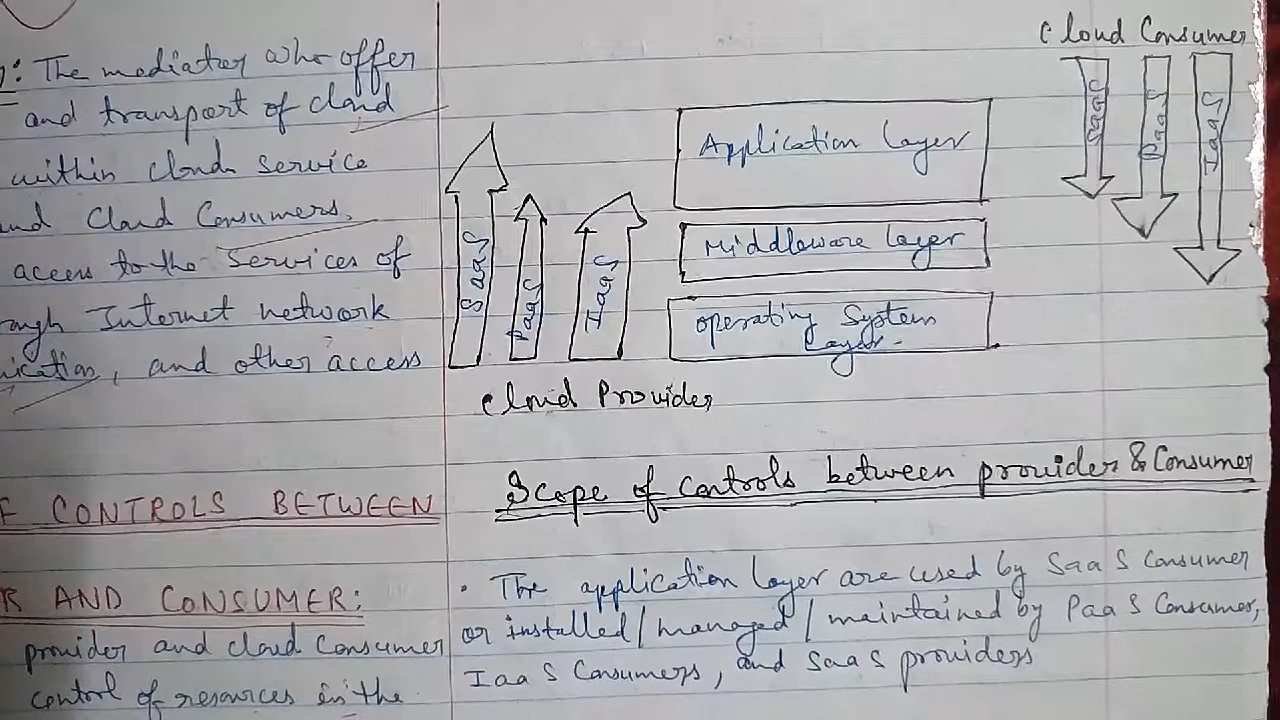 : The mediator who offer
and transport of cloud
within cloud service
and Cloud Consumers.
access to the services of
Internet network
, and other access
CONTROLS BETWEEN
AND CONSUMER:
provider and cloud Consumer
control of resources in the
Cloud Consumer
SaaS
PaaS
IaaS
Application layer
Middleware layer
Operating System
layer
SaaS
PaaS
IaaS
Cloud Provider
Scope of Controls between provider & Consumer
• The application layer are used by SaaS Consumer
or installed/managed/maintained by PaaS Consumer,
IaaS Consumers, and SaaS providers